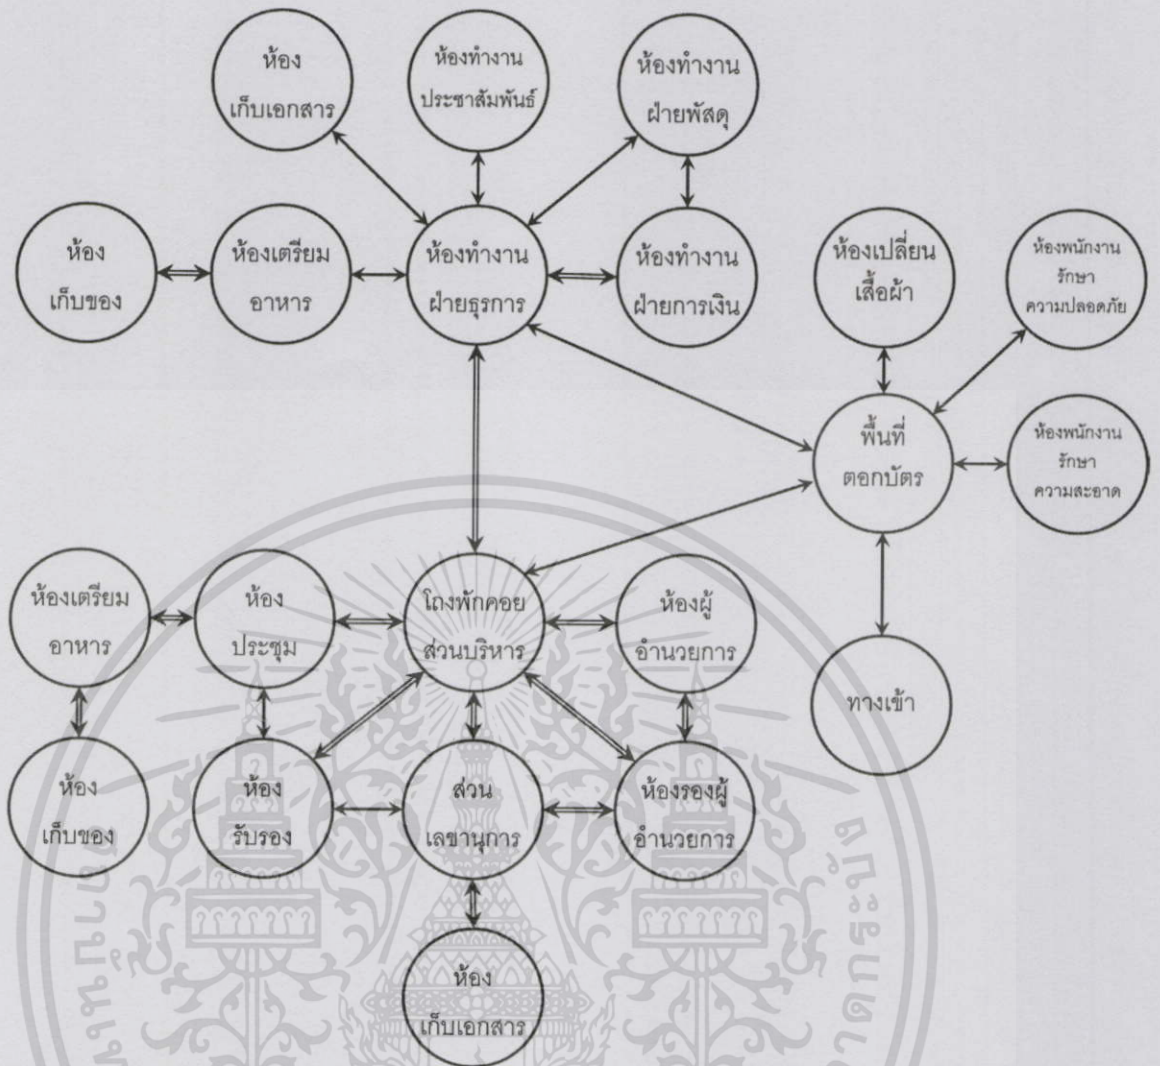 ห้อง
เก็บเอกสาร
ห้องทำงาน
ประชาสัมพันธ์
ห้องทำงาน
ฝ่ายพัสดุ
ห้อง
เก็บของ
ห้องเตรียม
อาหาร
ห้องทำงาน
ฝ่ายธุรการ
ห้องทำงาน
ฝ่ายการเงิน
ห้องเปลี่ยน
เสื้อผ้า
ห้องพนักงาน
รักษา
ความปลอดภัย
พื้นที่
ตอกบัตร
ห้องพนักงาน
รักษา
ความสะอาด
ห้องเตรียม
อาหาร
ห้อง
ประชุม
โถงพักคอย
ส่วนบริหาร
ห้องผู้
อำนวยการ
ทางเข้า
ห้อง
เก็บของ
ห้อง
รับรอง
ส่วน
เลขานุการ
ห้องรองผู้
อำนวยการ
ห้อง
เก็บเอกสาร